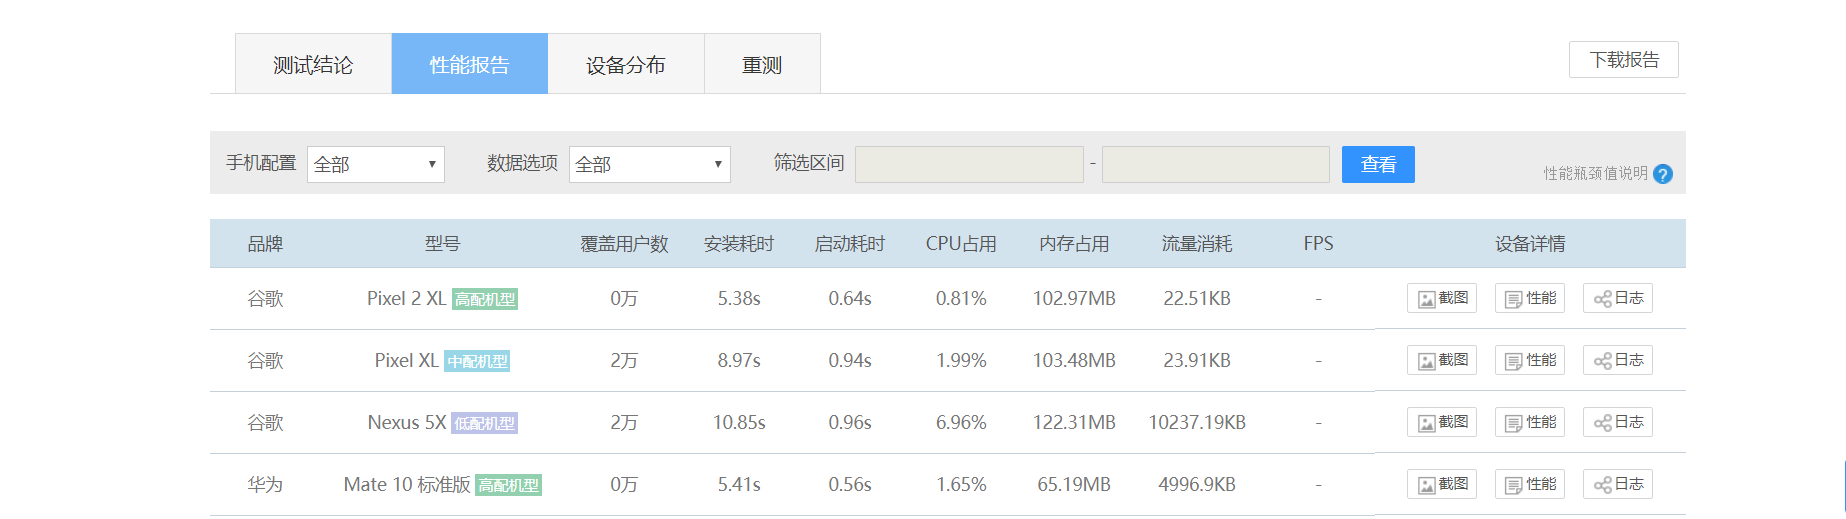 测试结论 性能报告 设备分布 重测 下载报告
手机配置 全部 数据选项 全部 筛选区间 - 查看 性能瓶颈值说明 ?
品牌 型号 覆盖用户数 安装耗时 启动耗时 CPU占用 内存占用 流量消耗 FPS 设备详情
谷歌 Pixel 2 XL 高配机型 0万 5.38s 0.64s 0.81% 102.97MB 22.51KB - 截图 性能 日志
谷歌 Pixel XL 中配机型 2万 8.97s 0.94s 1.99% 103.48MB 23.91KB - 截图 性能 日志
谷歌 Nexus 5X 低配机型 2万 10.85s 0.96s 6.96% 122.31MB 10237.19KB - 截图 性能 日志
华为 Mate 10 标准版 高配机型 0万 5.41s 0.56s 1.65% 65.19MB 4996.9KB - 截图 性能 日志